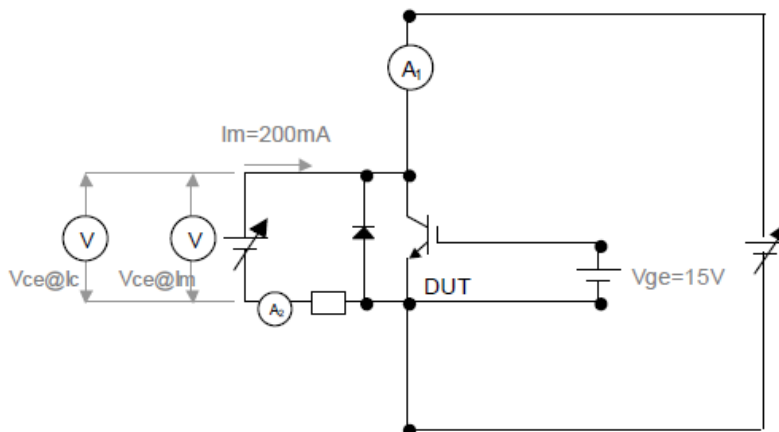 A₁
Im=200mA
V
V
Vce@Ic
Vce@Im
A₂
DUT
Vge=15V